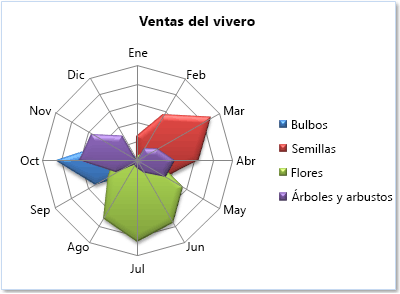 Ventas del vivero
Ene
Feb
Mar
Abr
May
Jun
Jul
Ago
Sep
Oct
Nov
Dic
Bulbos
Semillas
Flores
Árboles y arbustos